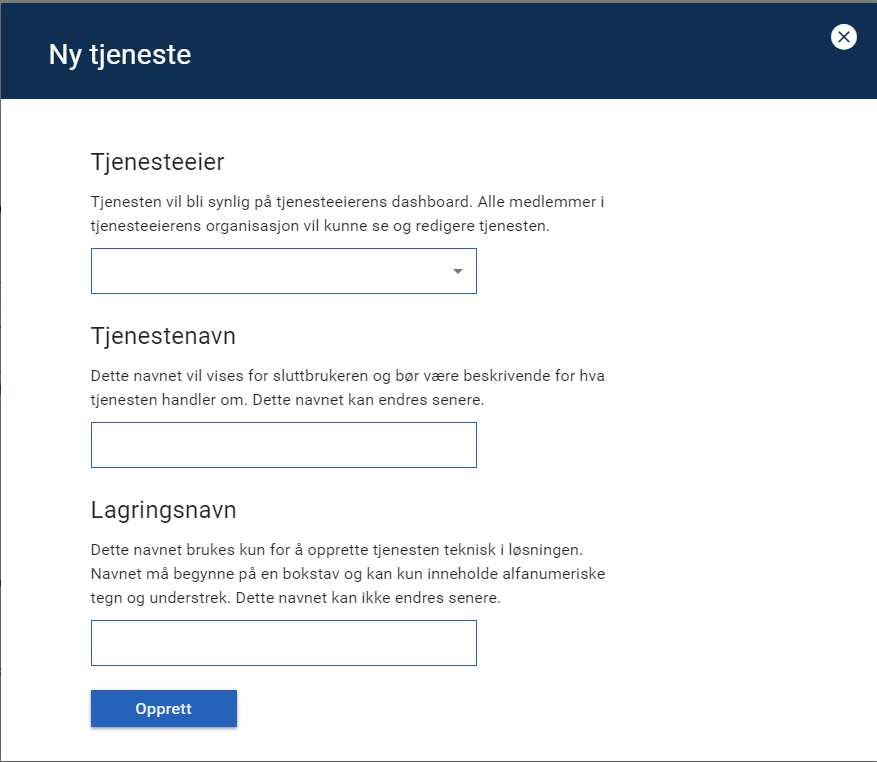 Ny tjeneste
Tjenesteeier
Tjenesten vil bli synlig på tjenesteeierens dashboard. Alle medlemmer i
tjenesteeierens organisasjon vil kunne se og redigere tjenesten.
Tjenestenavn
Dette navnet vil vises for sluttbrukeren og bør være beskrivende for hva
tjenesten handler om. Dette navnet kan endres senere.
Lagringsnavn
Dette navnet brukes kun for å opprette tjenesten teknisk i løsningen.
Navnet må begynne på en bokstav og kan kun inneholde alfanumeriske
tegn og understrek. Dette navnet kan ikke endres senere.
Opprett